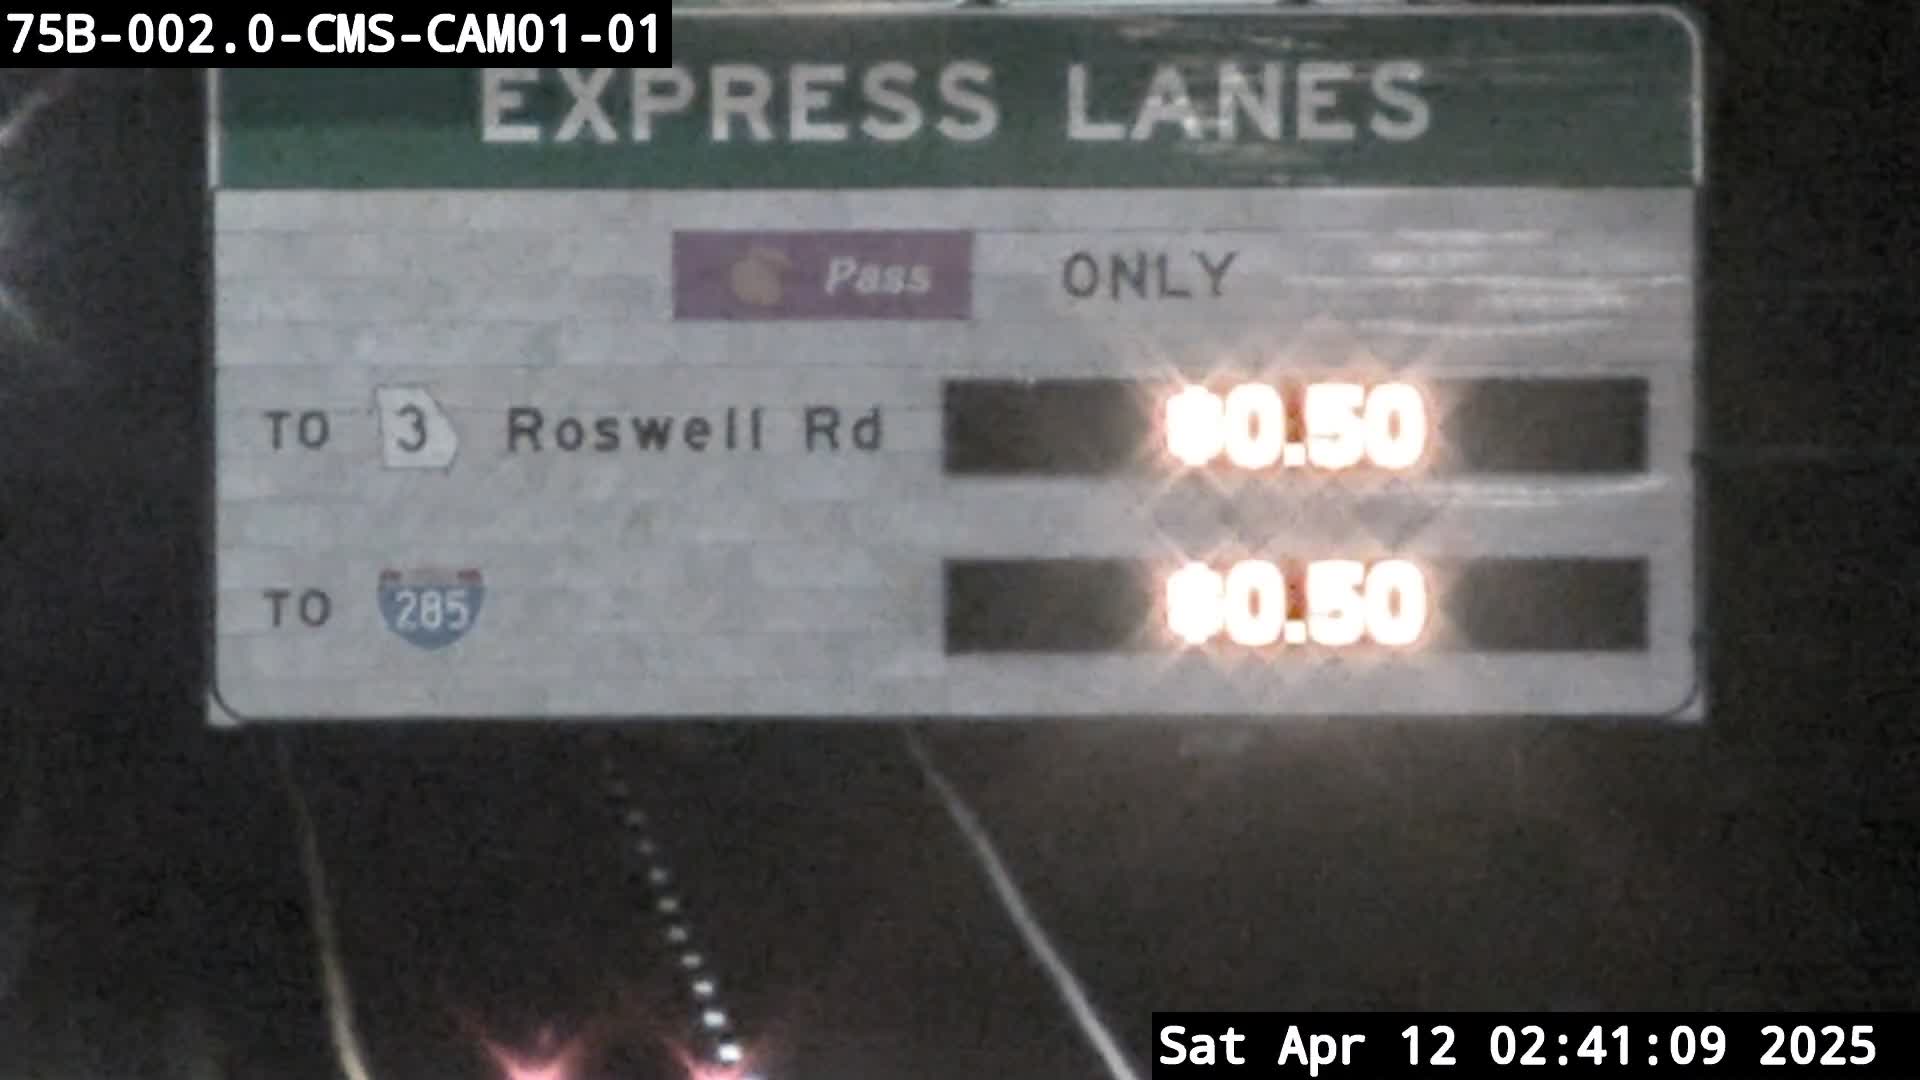 75B-002.0-CMS-CAM01-01
EXPRESS LANES
Pass ONLY
TO 3 Roswell Rd $0.50
TO 285 $0.50
Sat Apr 12 02:41:09 2025